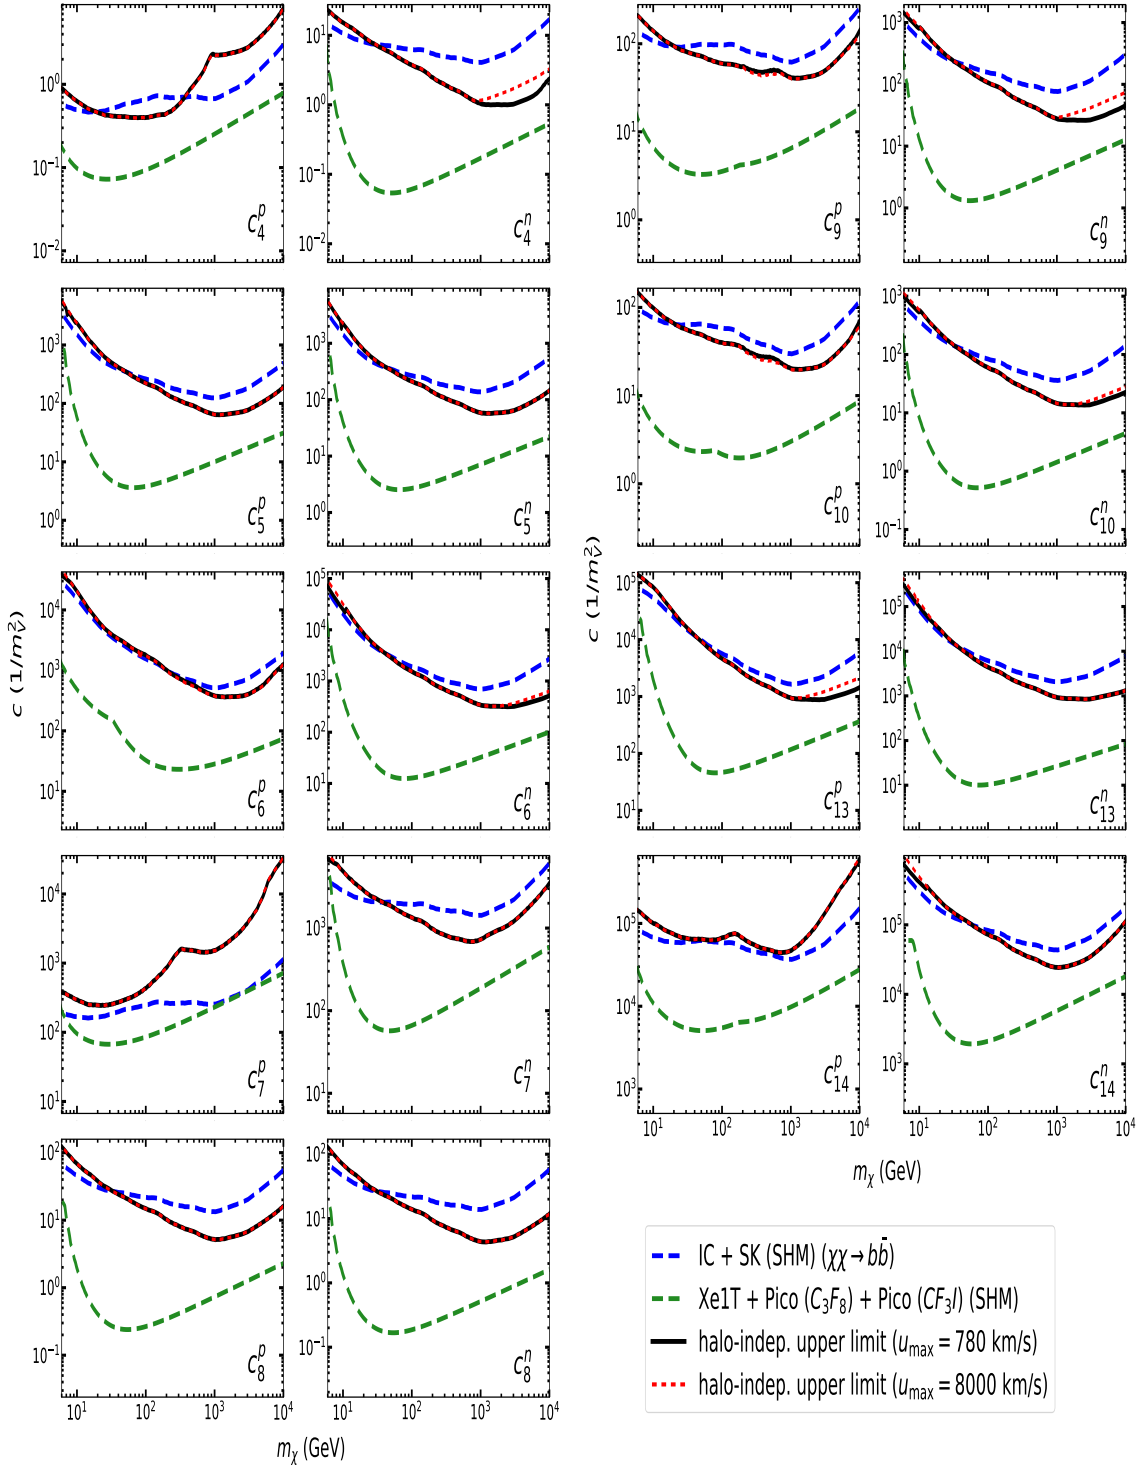 10^0
10^-1
10^-2
c_4^p
10^1
10^0
10^-1
10^-2
c_4^n
10^2
10^1
10^0
c_9^p
10^3
10^2
10^1
10^0
c_9^n
10^3
10^2
10^1
10^0
c_5^p
10^3
10^2
10^1
10^0
c_5^n
10^2
10^1
10^0
c_10^p
10^3
10^2
10^1
10^0
10^-1
c_10^n
c (1/m_V^2)
10^4
10^3
10^2
10^1
c_6^p
10^5
10^4
10^3
10^2
10^1
c_6^n
c (1/m_V^2)
10^5
10^4
10^3
10^2
10^1
c_13^p
10^5
10^4
10^3
10^2
10^1
c_13^n
10^4
10^3
10^2
10^1
c_7^p
10^3
10^2
10^1
c_7^n
10^5
10^4
10^3
c_14^p
10^1 10^2 10^3 10^4
10^5
10^4
10^3
c_14^n
10^1 10^2 10^3 10^4
m_χ (GeV)
10^2
10^1
10^0
10^-1
c_8^p
10^1 10^2 10^3 10^4
10^2
10^1
10^0
10^-1
c_8^n
10^1 10^2 10^3 10^4
m_χ (GeV)
IC + SK (SHM) (χχ → bb̄)
Xe1T + Pico (C_3F_8) + Pico (CF_3I) (SHM)
halo-indep. upper limit (u_max = 780 km/s)
halo-indep. upper limit (u_max = 8000 km/s)